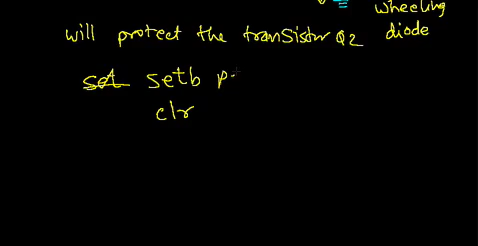 wheeling
will protect the transistor Q2 diode
set setb p.
clr